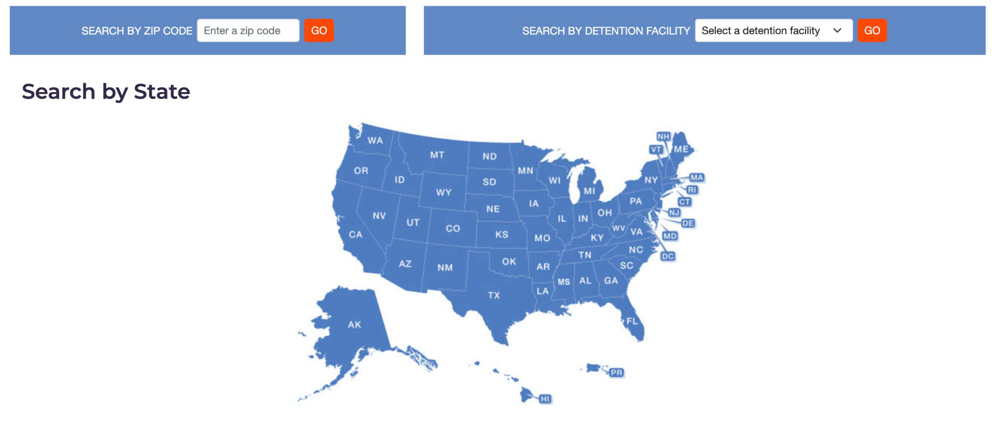 SEARCH BY ZIP CODE Enter a zip code GO
SEARCH BY DETENTION FACILITY Select a detention facility GO
Search by State
WA
MT
ND
MN
OR
ID
WY
SD
WI
MI
NY
VT
NH
ME
MA
RI
CT
NJ
DE
MD
DC
NV
UT
CO
NE
IA
IL
IN
OH
PA
CA
KS
MO
KY
WV
VA
AZ
NM
OK
AR
TN
NC
SC
TX
LA
MS
AL
GA
FL
AK
HI
PR